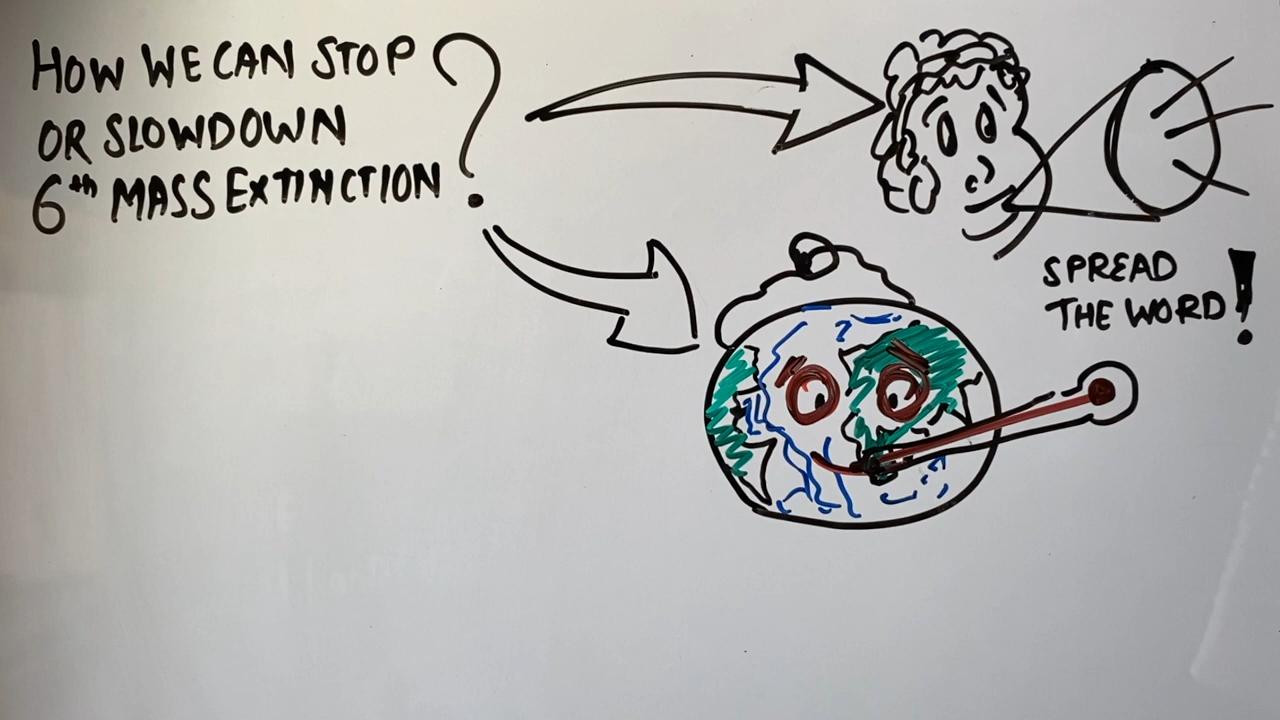 HOW WE CAN STOP
OR SLOWDOWN
6th MASS EXTINCTION?
SPREAD
THE WORD!